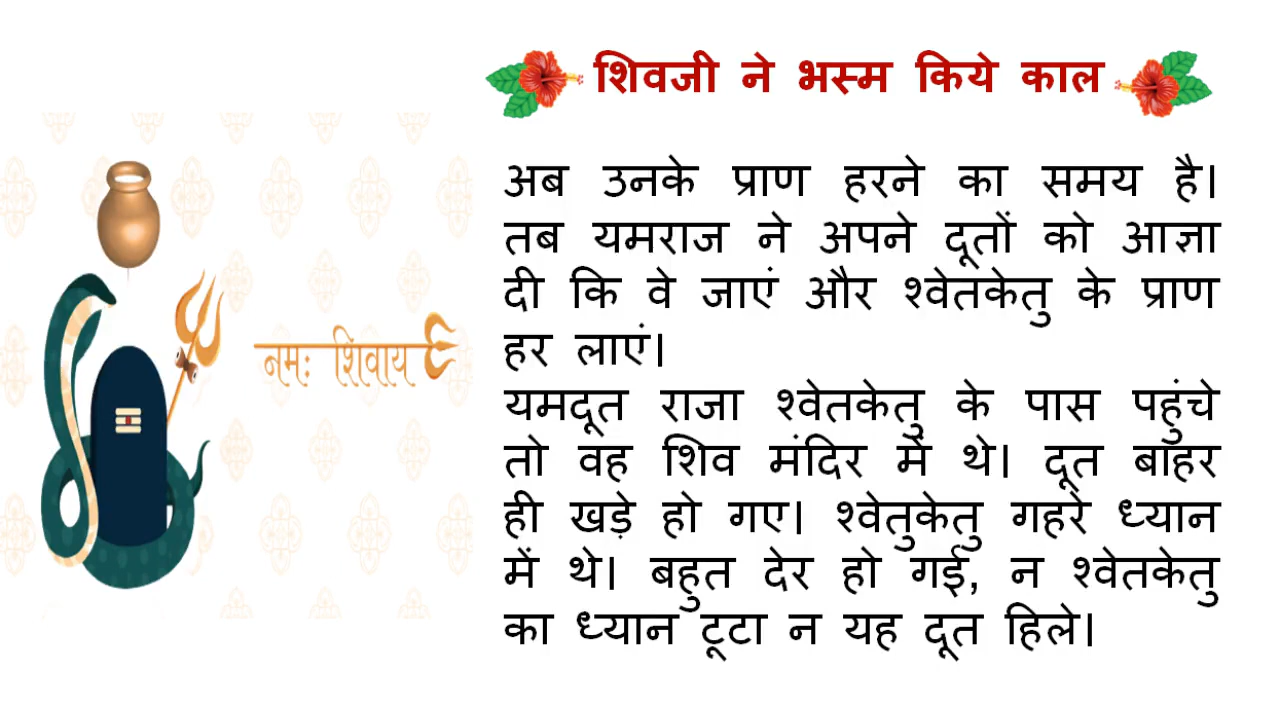 शिवजी ने भस्म किये काल
अब उनके प्राण हरने का समय है।
तब यमराज ने अपने दूतों को आज्ञा
दी कि वे जाएं और श्वेतकेतु के प्राण
हर लाएं।
यमदूत राजा श्वेतकेतु के पास पहुंचे
तो वह शिव मंदिर में थे। दूत बाहर
ही खड़े हो गए। श्वेतुकेतु गहरे ध्यान
में थे। बहुत देर हो गई, न श्वेतकेतु
का ध्यान टूटा न यह दूत हिले।
नमः शिवाय